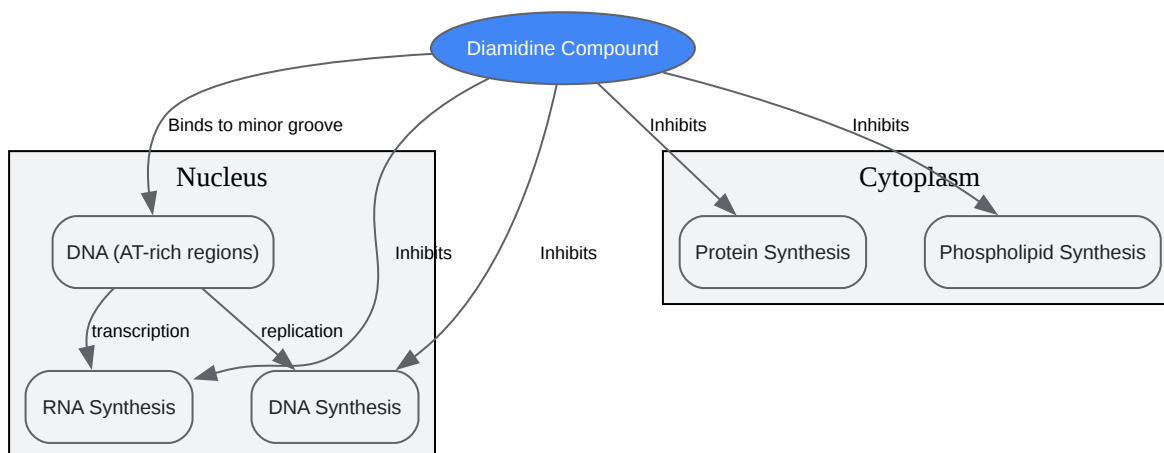 Diamidine Compound
Binds to minor groove
Inhibits
Inhibits
Nucleus
Cytoplasm
DNA (AT-rich regions)
Inhibits
Inhibits
Protein Synthesis
Phospholipid Synthesis
transcription
replication
RNA Synthesis
DNA Synthesis